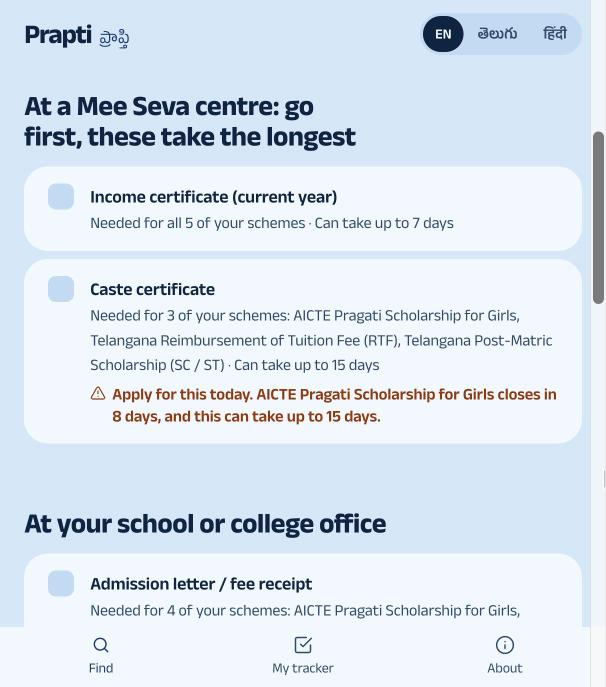 Prapti ప్రాప్తి
EN తెలుగు हिंदी
At a Mee Seva centre: go
first, these take the longest
Income certificate (current year)
Needed for all 5 of your schemes · Can take up to 7 days
Caste certificate
Needed for 3 of your schemes: AICTE Pragati Scholarship for Girls,
Telangana Reimbursement of Tuition Fee (RTF), Telangana Post-Matric
Scholarship (SC / ST) · Can take up to 15 days
Apply for this today. AICTE Pragati Scholarship for Girls closes in
8 days, and this can take up to 15 days.
At your school or college office
Admission letter / fee receipt
Needed for 4 of your schemes: AICTE Pragati Scholarship for Girls,
Find My tracker About